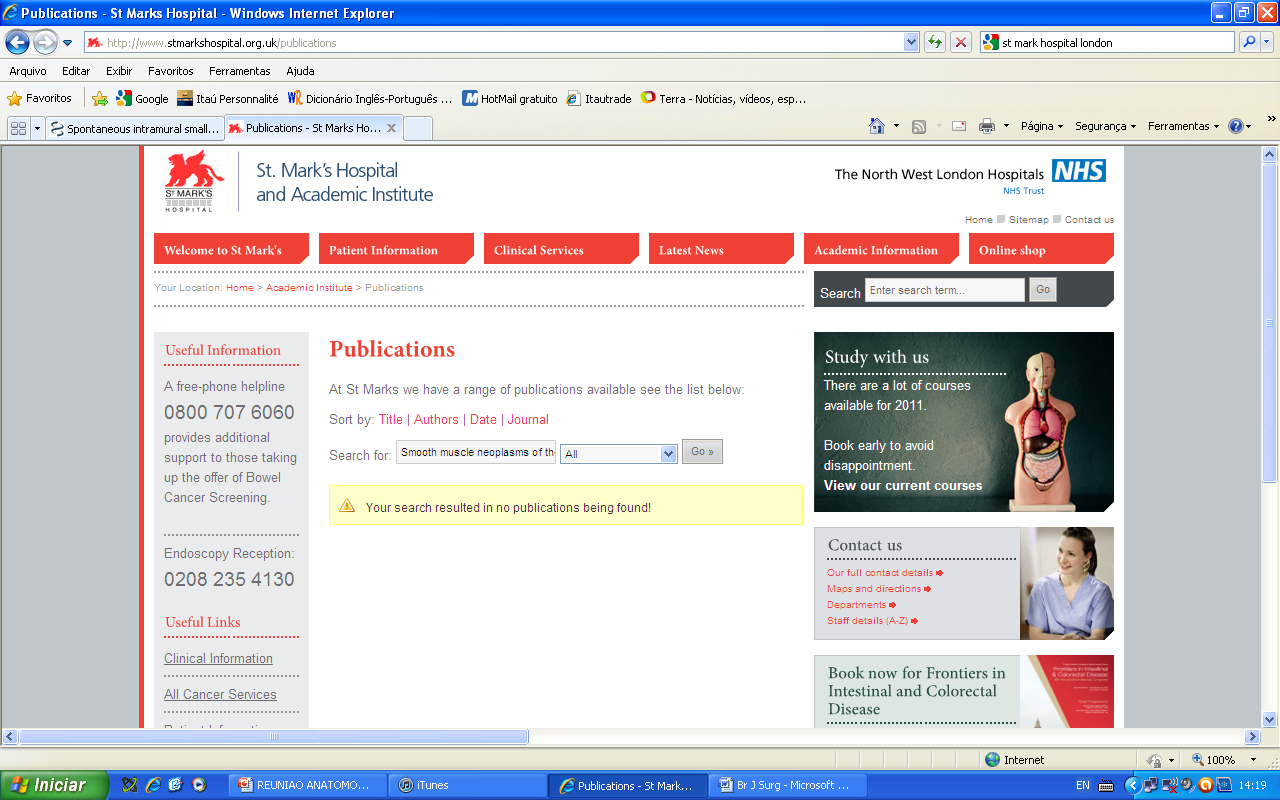 Publications - St Marks Hospital - Windows Internet Explorer
http://www.stmarkshospital.org.uk/publications
st mark hospital london
Arquivo Editar Exibir Favoritos Ferramentas Ajuda
Favoritos Google Itaú Personnalité Dicionário Inglês-Português ... HotMail gratuito Itautrade Terra - Notícias, vídeos, esp...
Spontaneous intramural small... Publications - St Marks Ho... Página Segurança Ferramentas
ST MARK'S
HOSPITAL
St. Mark's Hospital
and Academic Institute
The North West London Hospitals NHS
NHS Trust
Home Sitemap Contact us
Welcome to St Mark's Patient Information Clinical Services Latest News Academic Information Online shop
Your Location: Home > Academic Institute > Publications
Search Enter search term... Go
Useful Information
A free-phone helpline
0800 707 6060
provides additional
support to those taking
up the offer of Bowel
Cancer Screening.
Endoscopy Reception:
0208 235 4130
Useful Links
Clinical Information
All Cancer Services
Patient Information
Publications
At St Marks we have a range of publications available see the list below:
Sort by: Title | Authors | Date | Journal
Search for: Smooth muscle neoplasms of the All Go »
Your search resulted in no publications being found!
Study with us
There are a lot of courses
available for 2011.
Book early to avoid
disappointment.
View our current courses
Contact us
Our full contact details
Maps and directions
Departments
Staff details (A-Z)
Book now for Frontiers in
Intestinal and Colorectal
Disease
Frontiers in Intestinal
& Colorectal Disease
Internet 100%
Iniciar REUNIAO ANATOMO... iTunes Publications - St Mark... Br J Surg - Microsoft ... EN 14:19